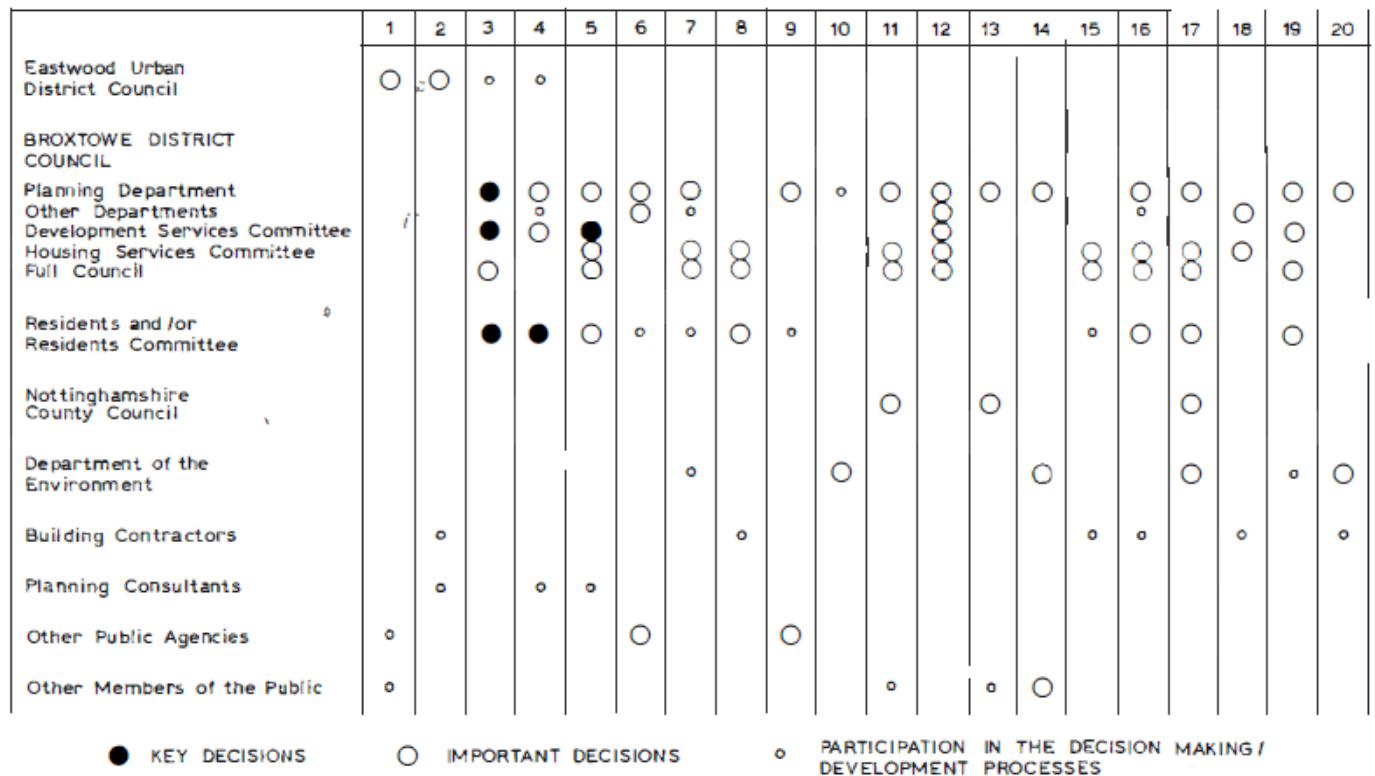 1 2 3 4 5 6 7 8 9 10 11 12 13 14 15 16 17 18 19 20
Eastwood Urban
District Council
BROXTOWE DISTRICT
COUNCIL
Planning Department
Other Departments
Development Services Committee
Housing Services Committee
Full Council
Residents and/or
Residents Committee
Nottinghamshire
County Council
Department of the
Environment
Building Contractors
Planning Consultants
Other Public Agencies
Other Members of the Public
KEY DECISIONS
IMPORTANT DECISIONS
PARTICIPATION IN THE DECISION MAKING/
DEVELOPMENT PROCESSES